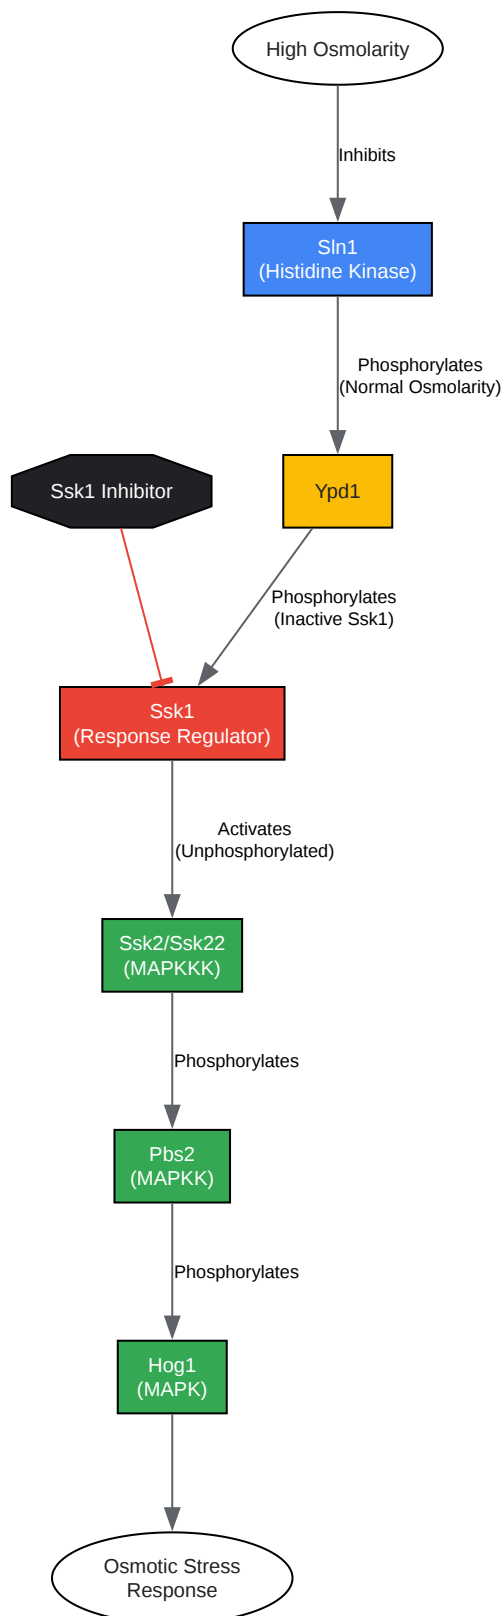 High Osmolarity
Inhibits
Sln1
(Histidine Kinase)
Phosphorylates
(Normal Osmolarity)
Ssk1 Inhibitor
Ypd1
Phosphorylates
(Inactive Ssk1)
Ssk1
(Response Regulator)
Activates
(Unphosphorylated)
Ssk2/Ssk22
(MAPKKK)
Phosphorylates
Pbs2
(MAPKK)
Phosphorylates
Hog1
(MAPK)
Osmotic Stress
Response